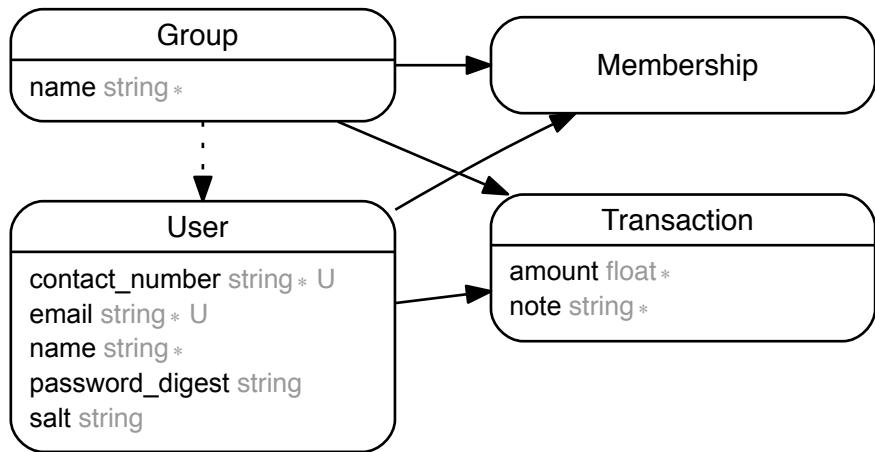 Group
name string∗
Membership
User
contact_number string∗ U
email string∗ U
name string∗
password_digest string
salt string
Transaction
amount float∗
note string∗